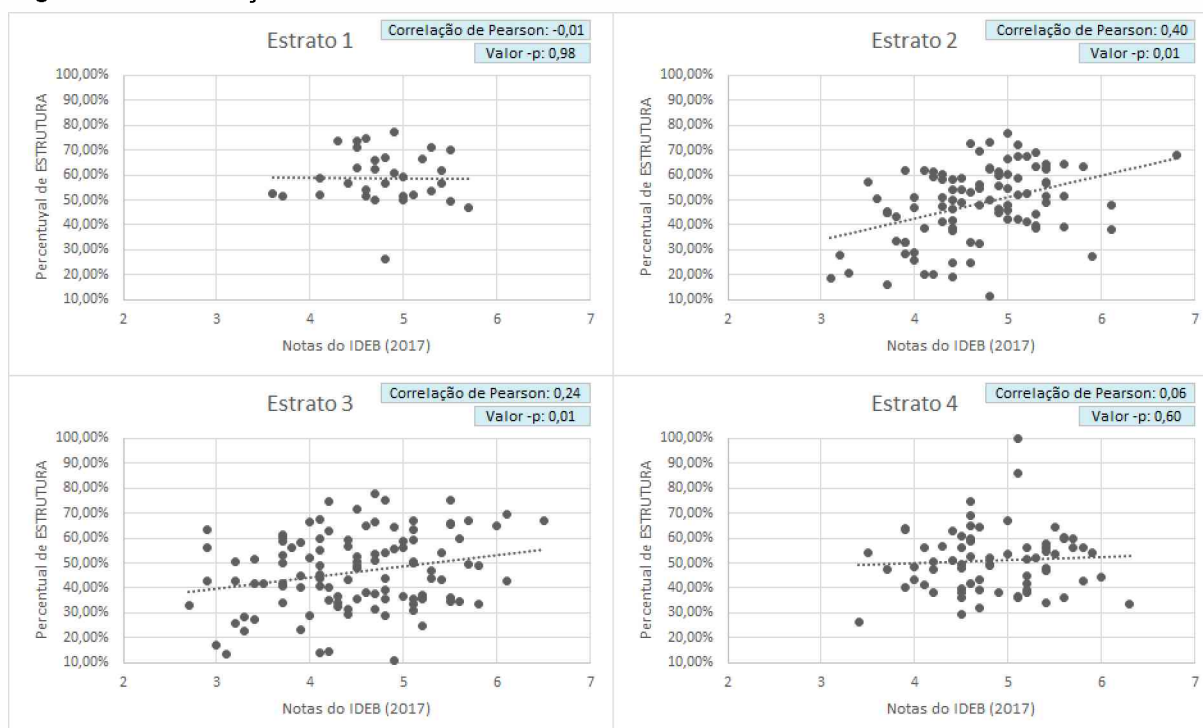 Estrato 1
Correlação de Pearson: -0,01
Valor -p: 0,98
Percentuyal de ESTRUTURA
100,00%
90,00%
80,00%
70,00%
60,00%
50,00%
40,00%
30,00%
20,00%
10,00%
2 3 4 5 6 7
Notas do IDEB (2017)
Estrato 2
Correlação de Pearson: 0,40
Valor -p: 0,01
Percentual de ESTRUTURA
100,00%
90,00%
80,00%
70,00%
60,00%
50,00%
40,00%
30,00%
20,00%
10,00%
2 3 4 5 6 7
Notas do IDEB (2017)
Estrato 3
Correlação de Pearson: 0,24
Valor -p: 0,01
Percentual de ESTRUTURA
100,00%
90,00%
80,00%
70,00%
60,00%
50,00%
40,00%
30,00%
20,00%
10,00%
2 3 4 5 6 7
Notas do IDEB (2017)
Estrato 4
Correlação de Pearson: 0,06
Valor -p: 0,60
Percentual de ESTRUTURA
100,00%
90,00%
80,00%
70,00%
60,00%
50,00%
40,00%
30,00%
20,00%
10,00%
2 3 4 5 6 7
Notas do IDEB (2017)